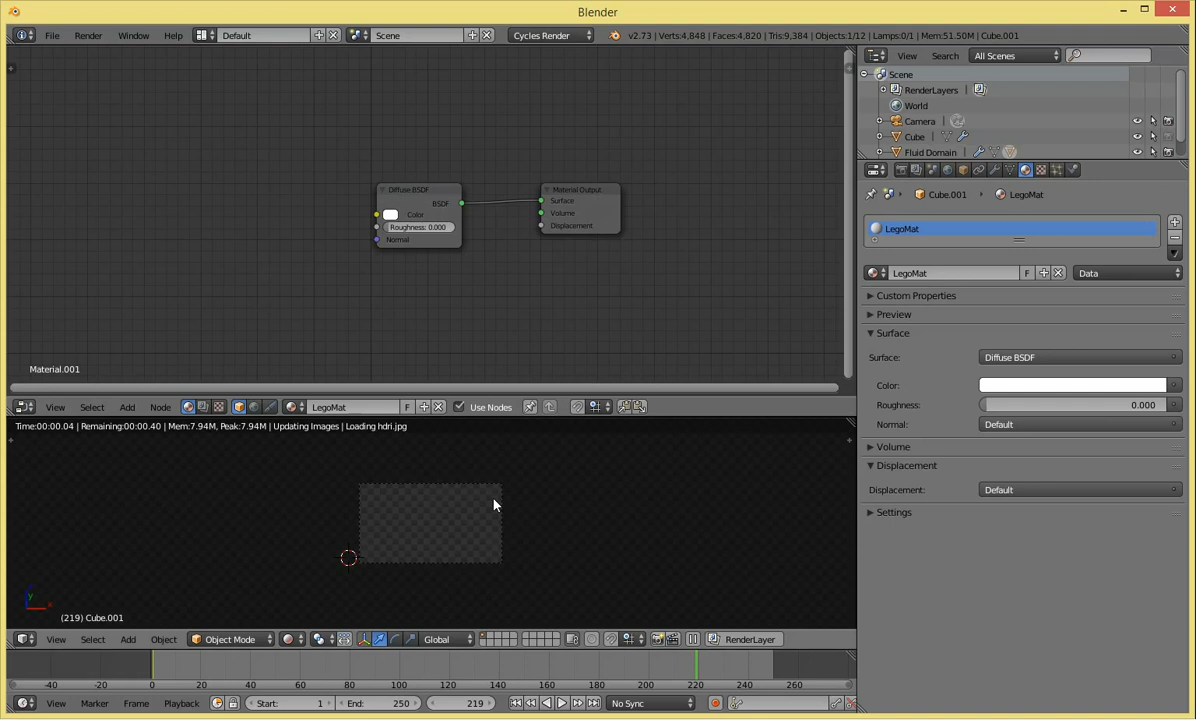 Blender
File Render Window Help Default Scene Cycles Render v2.73 | Verts:4,848 | Faces:4,820 | Tris:9,384 | Objects:1/12 | Lamps:0/1 | Mem:51.50M | Cube.001
View Search All Scenes
Scene
RenderLayers
World
Camera
Cube
Fluid Domain
Cube.001 LegoMat
LegoMat
LegoMat F Data
Custom Properties
Preview
Surface
Surface: Diffuse BSDF
Color:
Roughness: 0.000
Normal: Default
Volume
Displacement
Displacement: Default
Settings
Diffuse BSDF
BSDF
Color
Roughness: 0.000
Normal
Material Output
Surface
Volume
Displacement
Material.001
View Select Add Node LegoMat F Use Nodes
Time:00:00.04 | Remaining:00:00.40 | Mem:7.94M, Peak:7.94M | Updating Images | Loading hdri.jpg
y
x
(219) Cube.001
View Select Add Object Object Mode Global RenderLayer
-40 -20 0 20 40 60 80 100 120 140 160 180 200 220 240 260
View Marker Frame Playback Start: 1 End: 250 219 No Sync